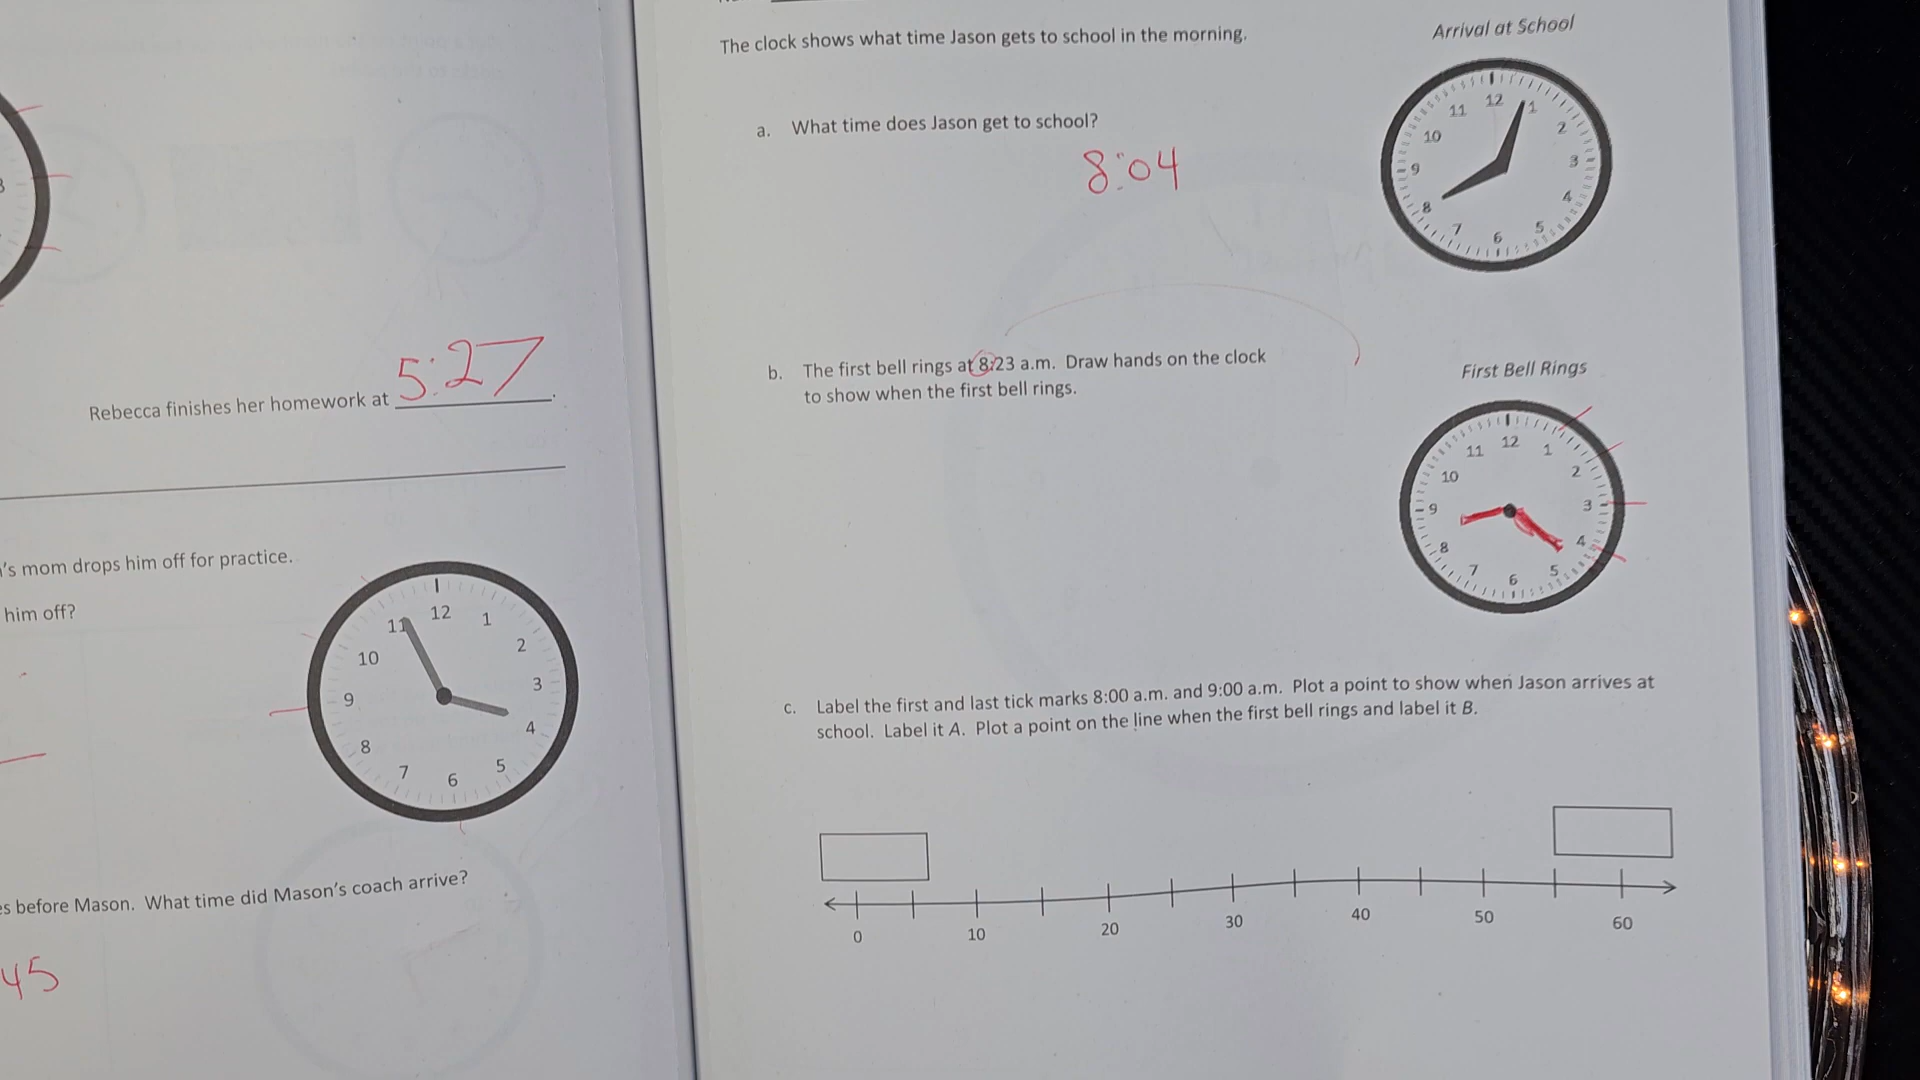 5:27
Rebecca finishes her homework at
's mom drops him off for practice.
him off?
11 12 1
10 2
9 3
8 4
7 6 5
es before Mason. What time did Mason's coach arrive?
45
The clock shows what time Jason gets to school in the morning.
Arrival at School
a. What time does Jason get to school?
8:04
11 12 1
10 2
9 3
8 4
7 6 5
b. The first bell rings at 8:23 a.m. Draw hands on the clock
to show when the first bell rings.
First Bell Rings
11 12 1
10 2
9 3
8 4
7 6 5
c. Label the first and last tick marks 8:00 a.m. and 9:00 a.m. Plot a point to show when Jason arrives at
school. Label it A. Plot a point on the line when the first bell rings and label it B.
0 10 20 30 40 50 60